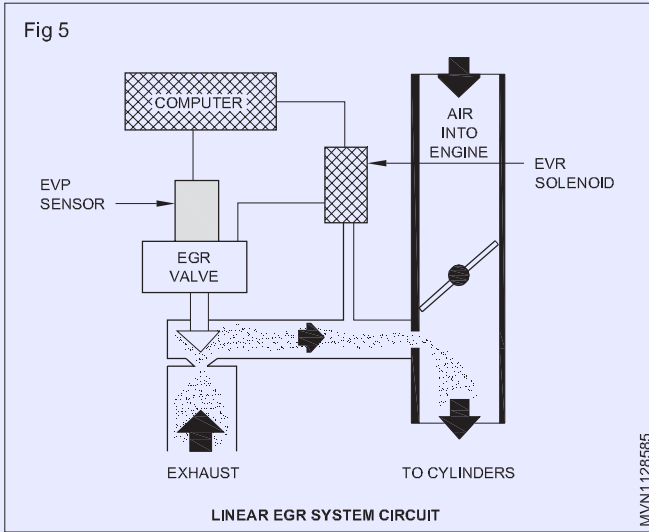 Fig 5
COMPUTER
AIR
INTO
ENGINE
EVR
SOLENOID
EVP
SENSOR
EGR
VALVE
EXHAUST
TO CYLINDERS
LINEAR EGR SYSTEM CIRCUIT
MVN1128585